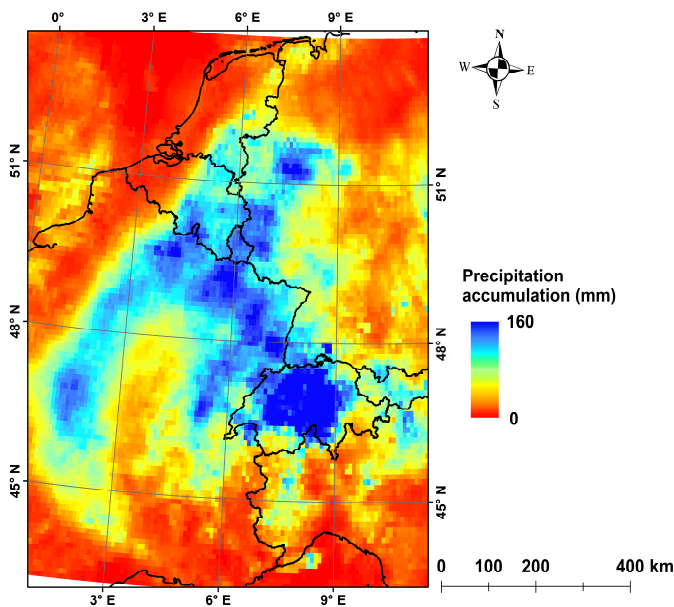 0° 3° E 6° E 9° E
N
W E
S
51° N
51° N
48° N
48° N
45° N
45° N
Precipitation
accumulation (mm)
160
0
3° E 6° E 9° E
0 100 200 400 km